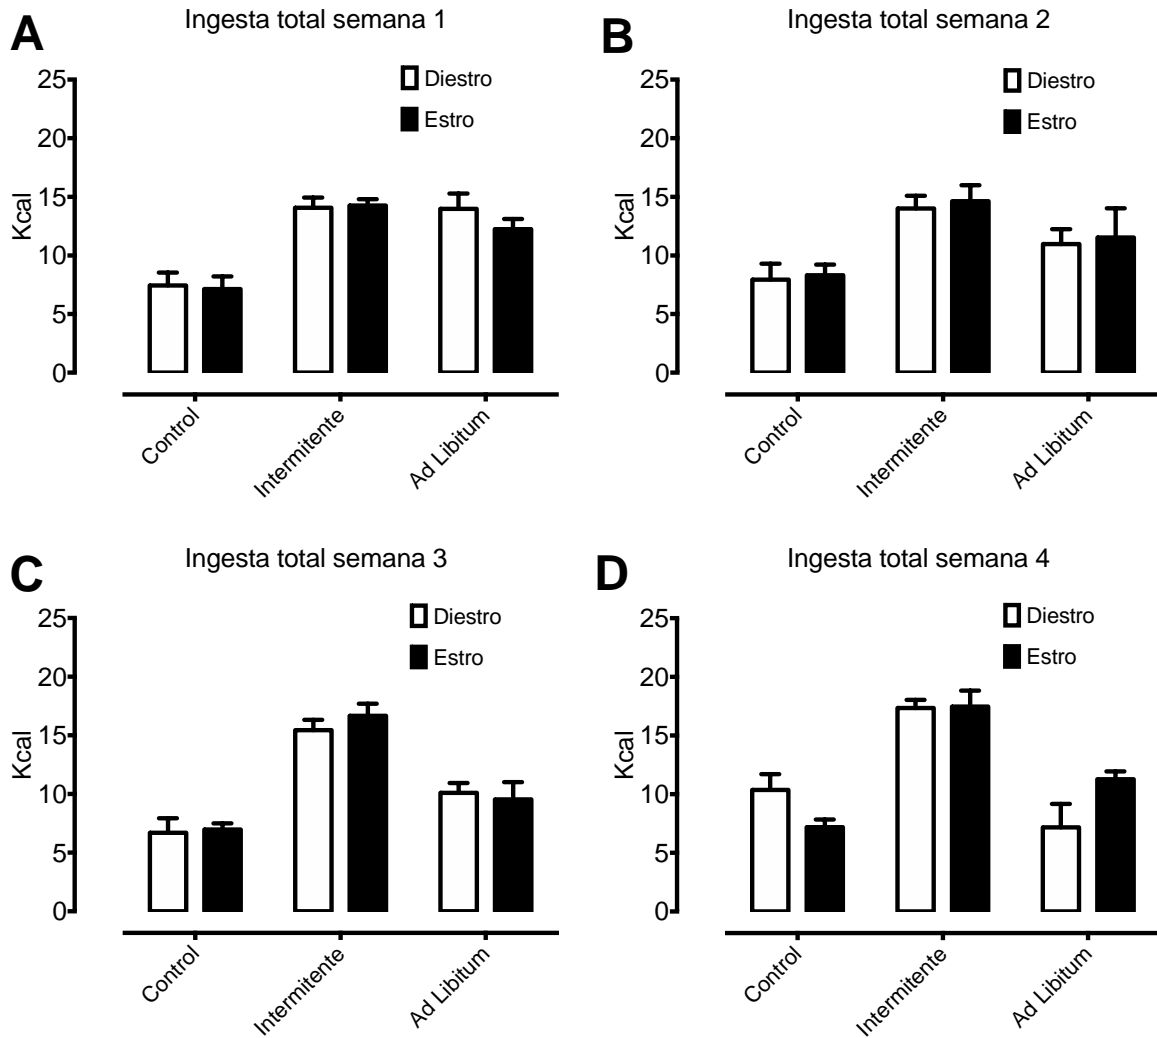 A
Ingesta total semana 1
Diestro
Estro
Kcal
25
20
15
10
5
0
Control
Intermitente
Ad Libitum
B
Ingesta total semana 2
Diestro
Estro
Kcal
25
20
15
10
5
0
Control
Intermitente
Ad Libitum
C
Ingesta total semana 3
Diestro
Estro
Kcal
25
20
15
10
5
0
Control
Intermitente
Ad Libitum
D
Ingesta total semana 4
Diestro
Estro
Kcal
25
20
15
10
5
0
Control
Intermitente
Ad Libitum